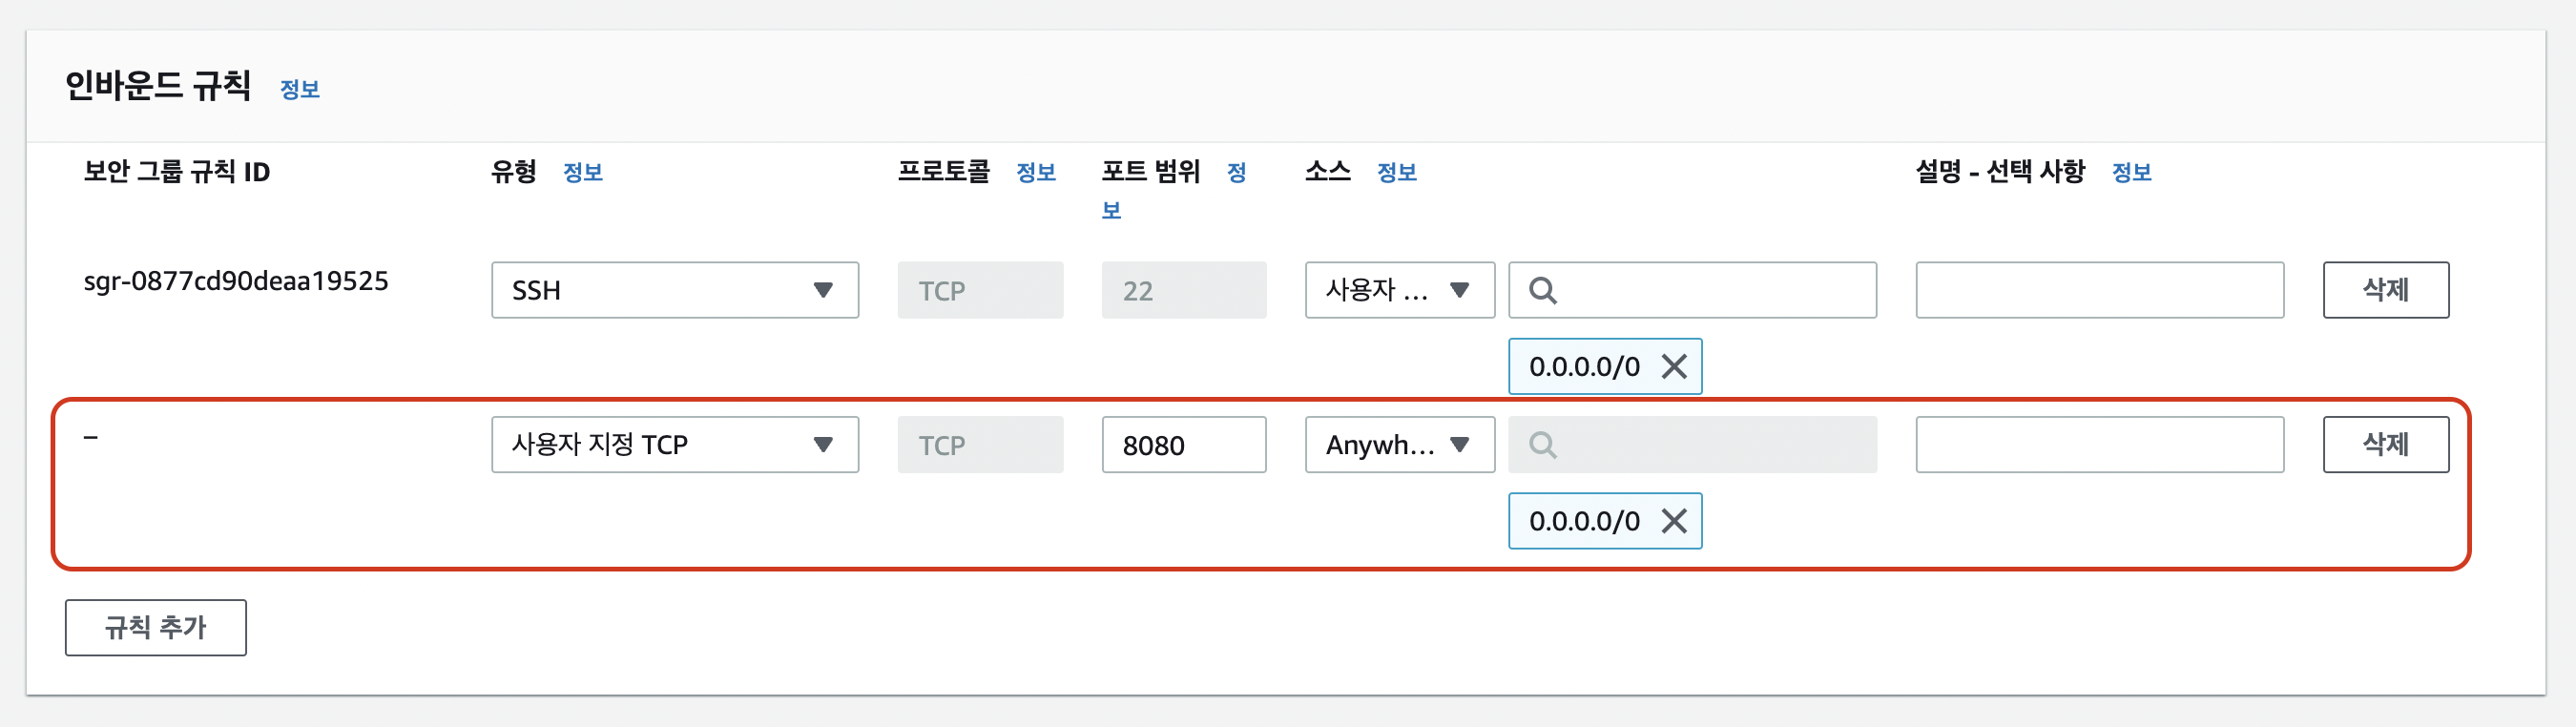 인바운드 규칙 정보
보안 그룹 규칙 ID 유형 정보 프로토콜 정보 포트 범위 정보 소스 정보 설명 - 선택 사항 정보
sgr-0877cd90deaa19525 SSH TCP 22 사용자 ... 삭제
0.0.0.0/0
– 사용자 지정 TCP TCP 8080 Anywh... 삭제
0.0.0.0/0
규칙 추가